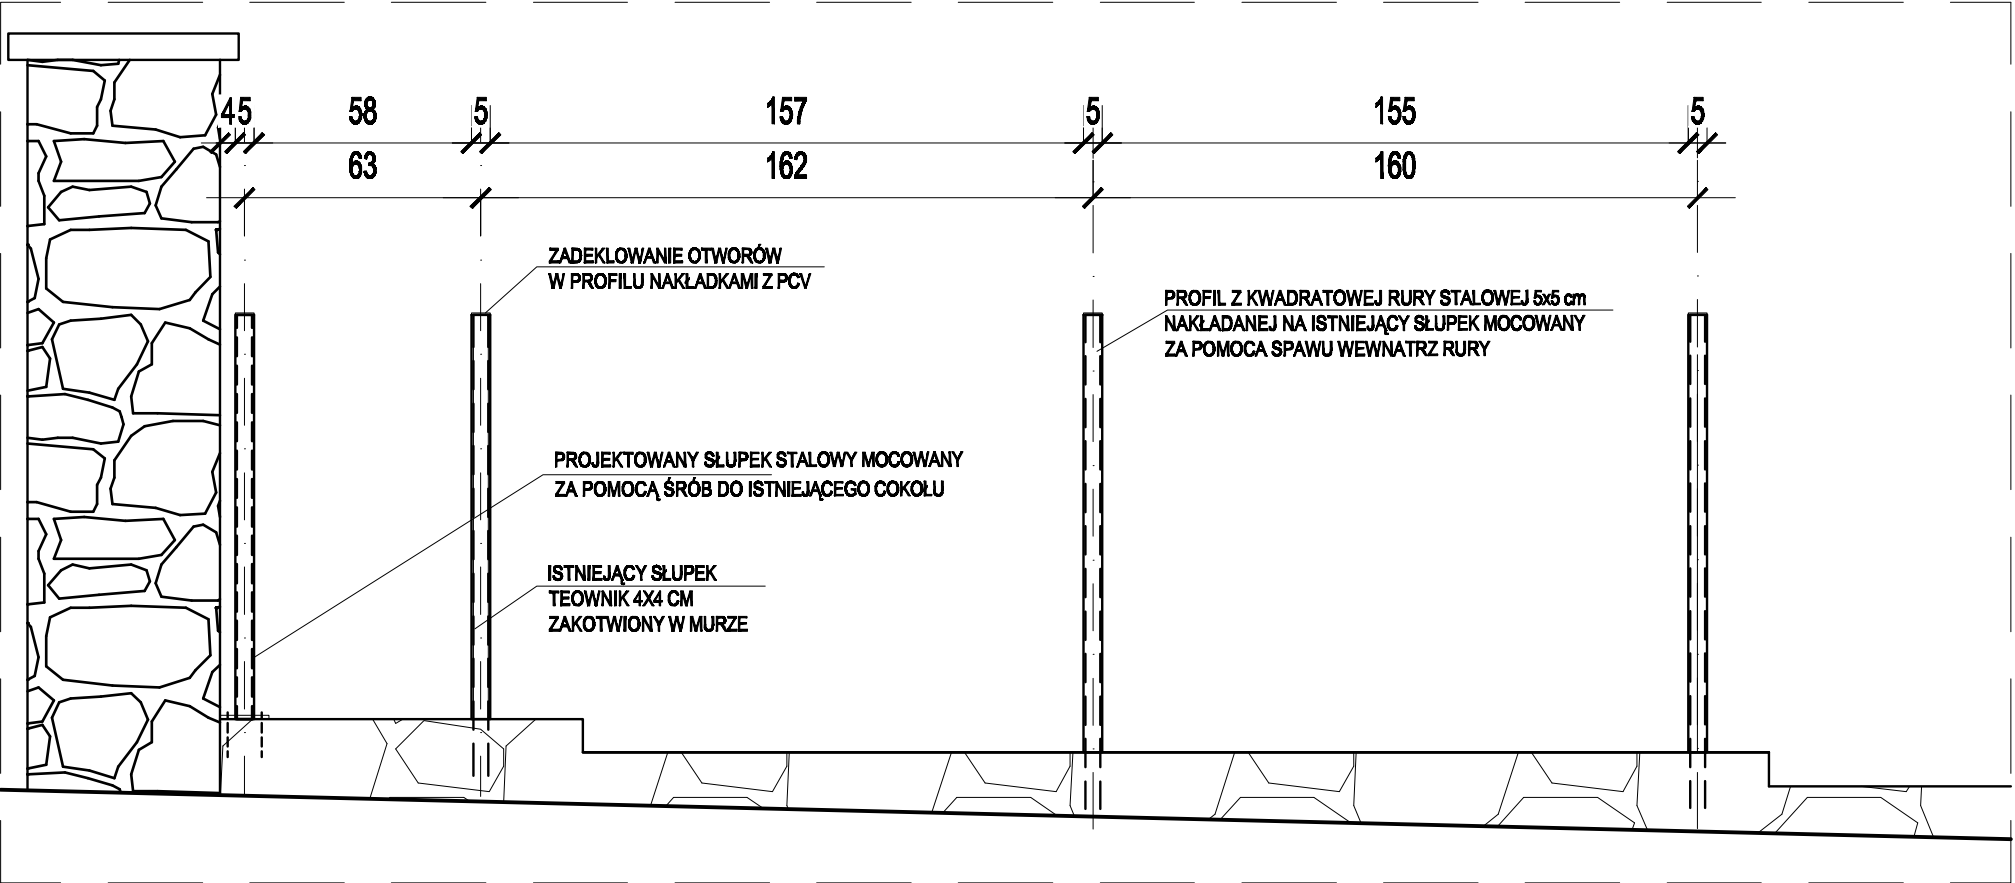 45 58 5 157 5 155 5
63 162 160
ZADEKLOWANIE OTWORÓW
W PROFILU NAKŁADKAMI Z PCV
PROFIL Z KWADRATOWEJ RURY STALOWEJ 5x5 cm
NAKŁADANEJ NA ISTNIEJĄCY SŁUPEK MOCOWANY
ZA POMOCA SPAWU WEWNATRZ RURY
PROJEKTOWANY SŁUPEK STALOWY MOCOWANY
ZA POMOCĄ ŚRÓB DO ISTNIEJĄCEGO COKOŁU
ISTNIEJĄCY SŁUPEK
TEOWNIK 4X4 CM
ZAKOTWIONY W MURZE